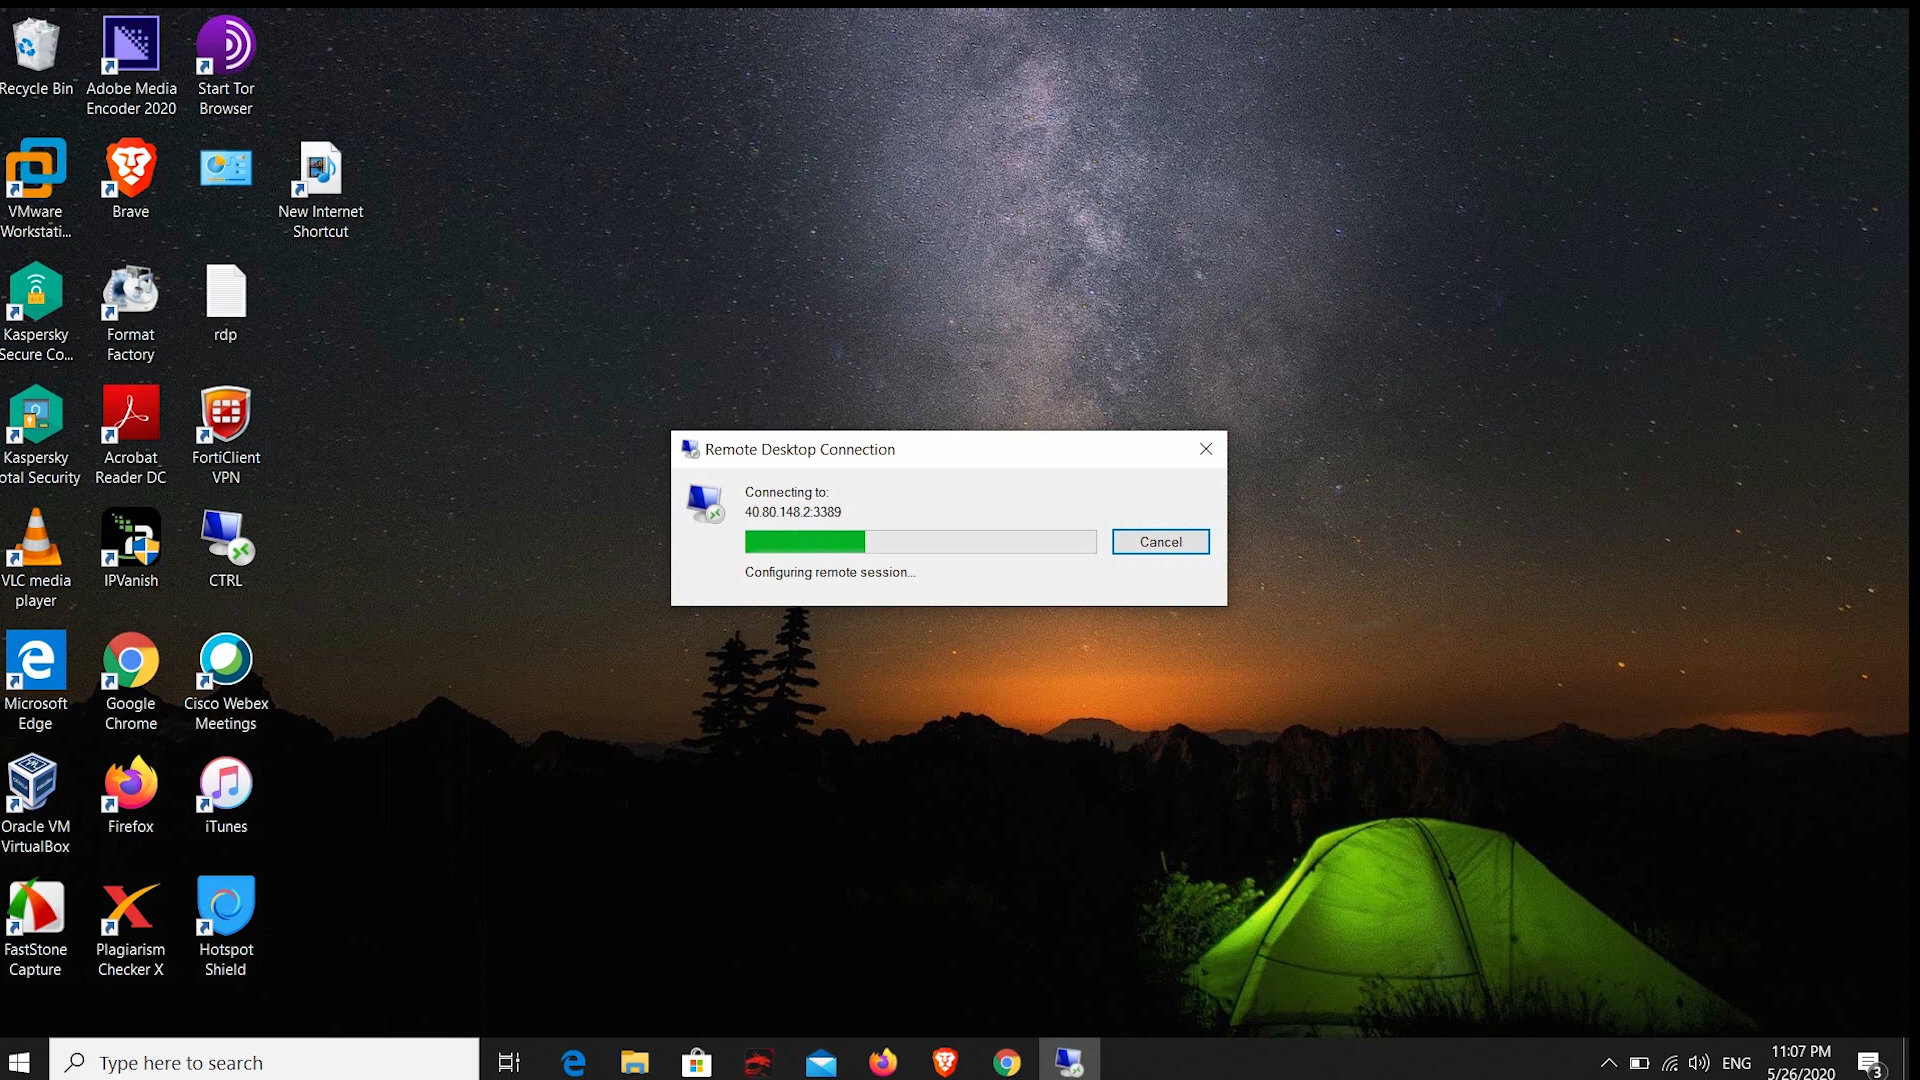 Recycle Bin
Adobe Media
Encoder 2020
Start Tor
Browser
VMware
Workstati...
Brave
New Internet
Shortcut
Kaspersky
Secure Co...
Format
Factory
rdp
Kaspersky
otal Security
Acrobat
Reader DC
FortiClient
VPN
VLC media
player
IPVanish
CTRL
Microsoft
Edge
Google
Chrome
Cisco Webex
Meetings
Oracle VM
VirtualBox
Firefox
iTunes
FastStone
Capture
Plagiarism
Checker X
Hotspot
Shield
Remote Desktop Connection
Connecting to:
40.80.148.2:3389
Cancel
Configuring remote session...
Type here to search
ENG
11:07 PM
5/26/2020
3